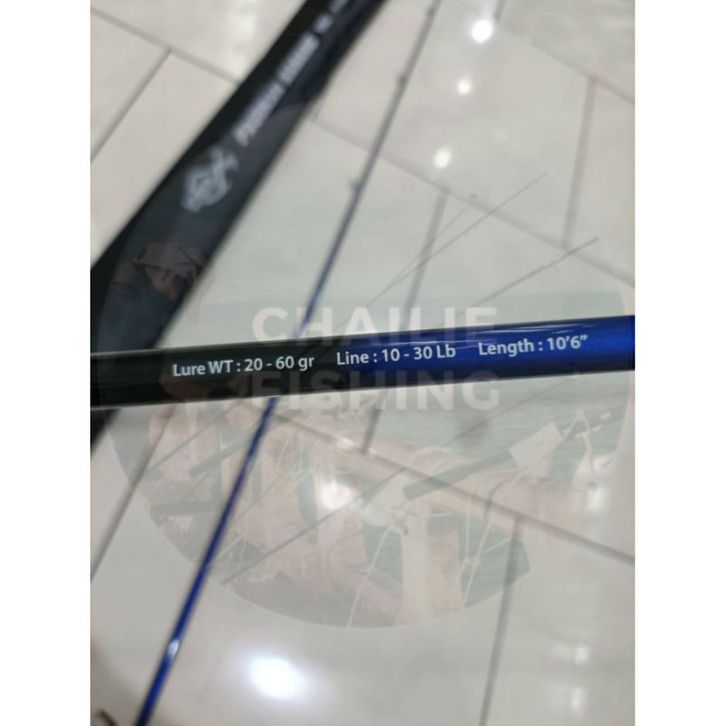 CHAILIE
FISHING
Lure WT : 20 - 60 gr Line : 10 - 30 Lb Length : 10'6"